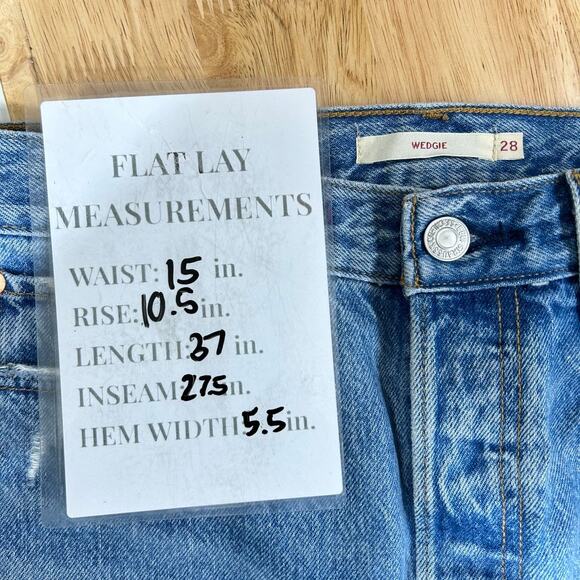 FLAT LAY
MEASUREMENTS
WAIST: 15 in.
RISE: 10.5 in.
LENGTH: 37 in.
INSEAM: 27.5 in.
HEM WIDTH 5.5 in.
WEDGIE 28